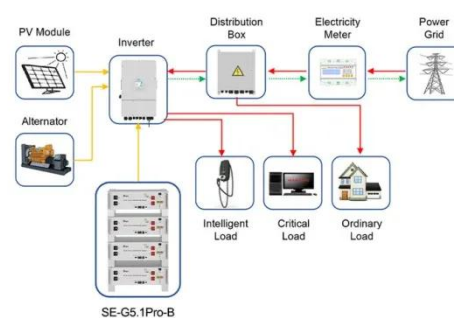 PV Module
Inverter
Distribution
Box
Electricity
Meter
Power
Grid
Alternator
Intelligent
Load
Critical
Load
Ordinary
Load
SE-G5.1Pro-B